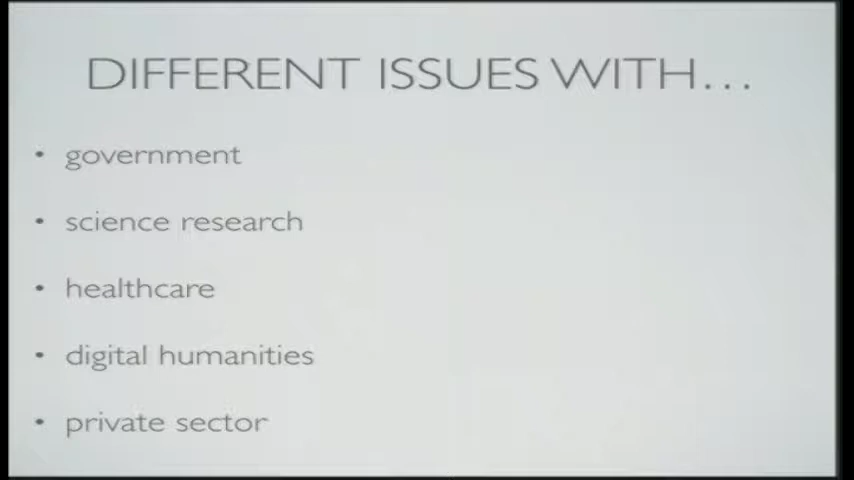 DIFFERENT ISSUES WITH...
• government
• science research
• healthcare
• digital humanities
• private sector